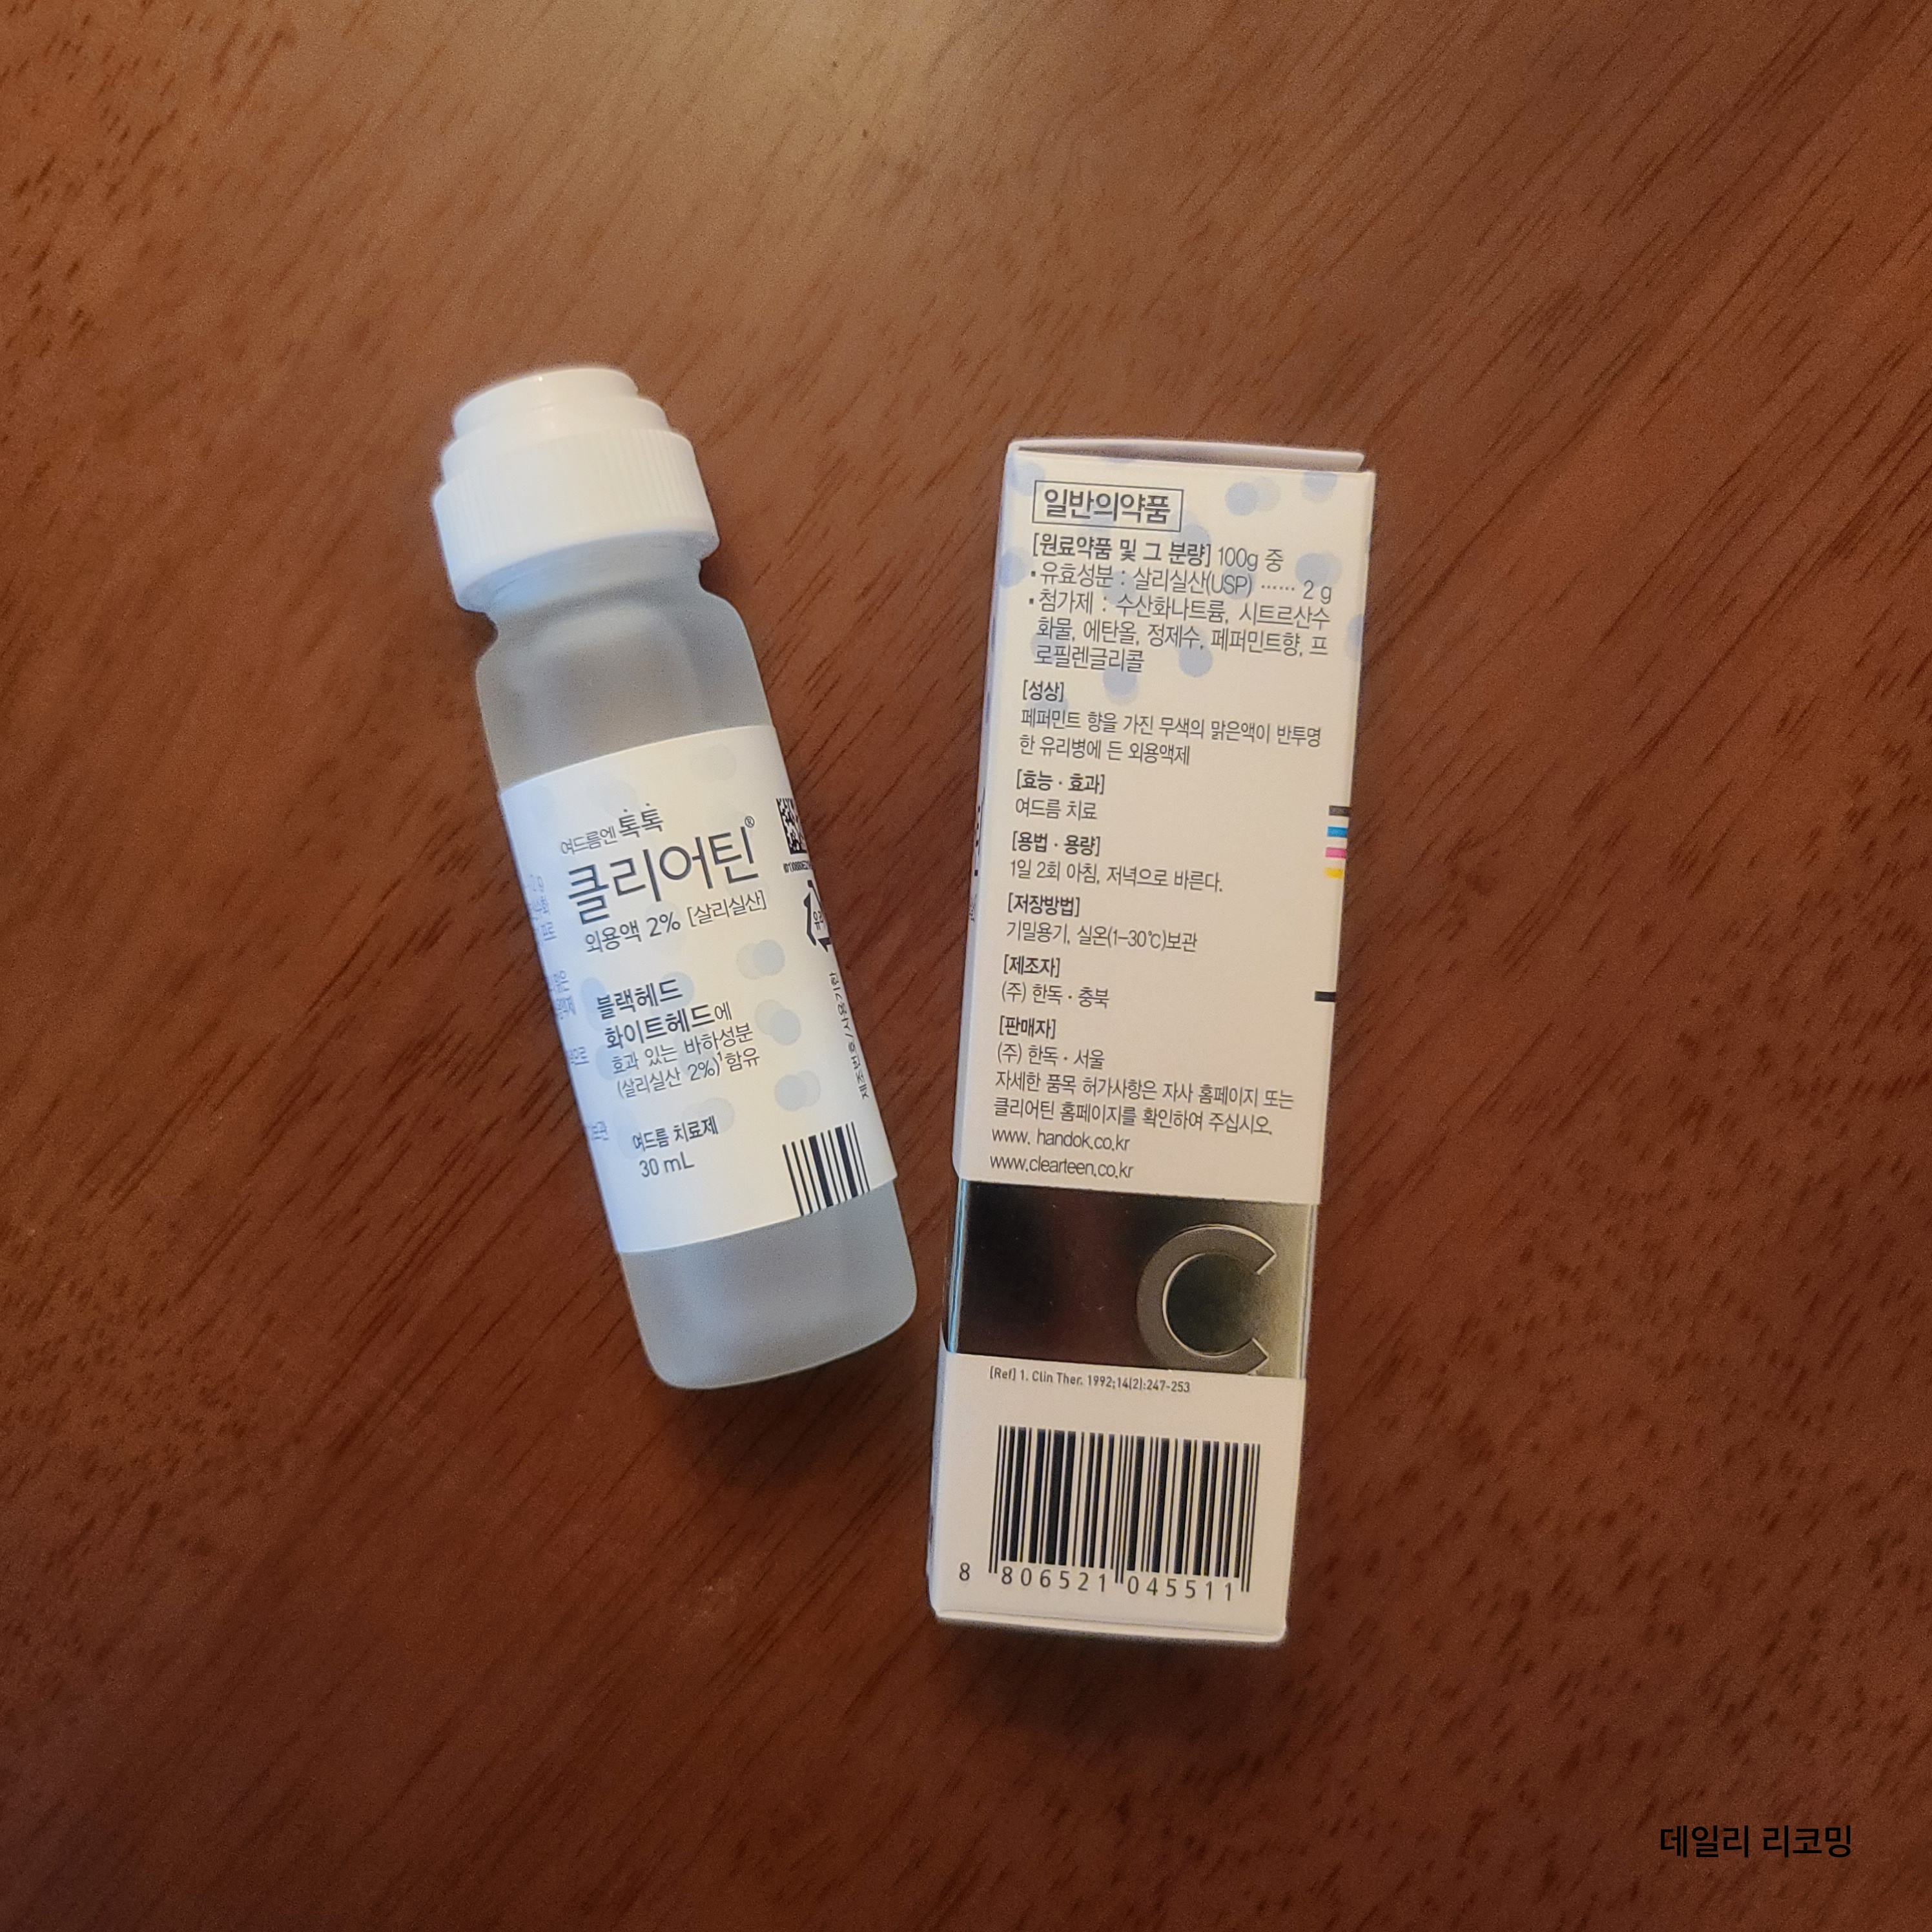 여드름엔 톡톡
클리어틴®
외용액 2% [살리실산]
블랙헤드
화이트헤드에
효과 있는 바하성분
(살리실산 2%)¹함유
여드름 치료제
30 mL
일반의약품
[원료약품 및 그 분량] 100g 중
•유효성분 : 살리실산(USP) ······ 2 g
•첨가제 : 수산화나트륨, 시트르산수
화물, 에탄올, 정제수, 페퍼민트향, 프
로필렌글리콜
[성상]
페퍼민트 향을 가진 무색의 맑은액이 반투명
한 유리병에 든 외용액제
[효능 · 효과]
여드름 치료
[용법 · 용량]
1일 2회 아침, 저녁으로 바른다.
[저장방법]
기밀용기, 실온(1-30℃)보관
[제조자]
(주) 한독 · 충북
[판매자]
(주) 한독 · 서울
자세한 품목 허가사항은 자사 홈페이지 또는
클리어틴 홈페이지를 확인하여 주십시오.
www. handok.co.kr
www.clearteen.co.kr
C
[Ref] 1. Clin Ther. 1992;14(2):247-253
8 806521 045511
데일리 리코밍